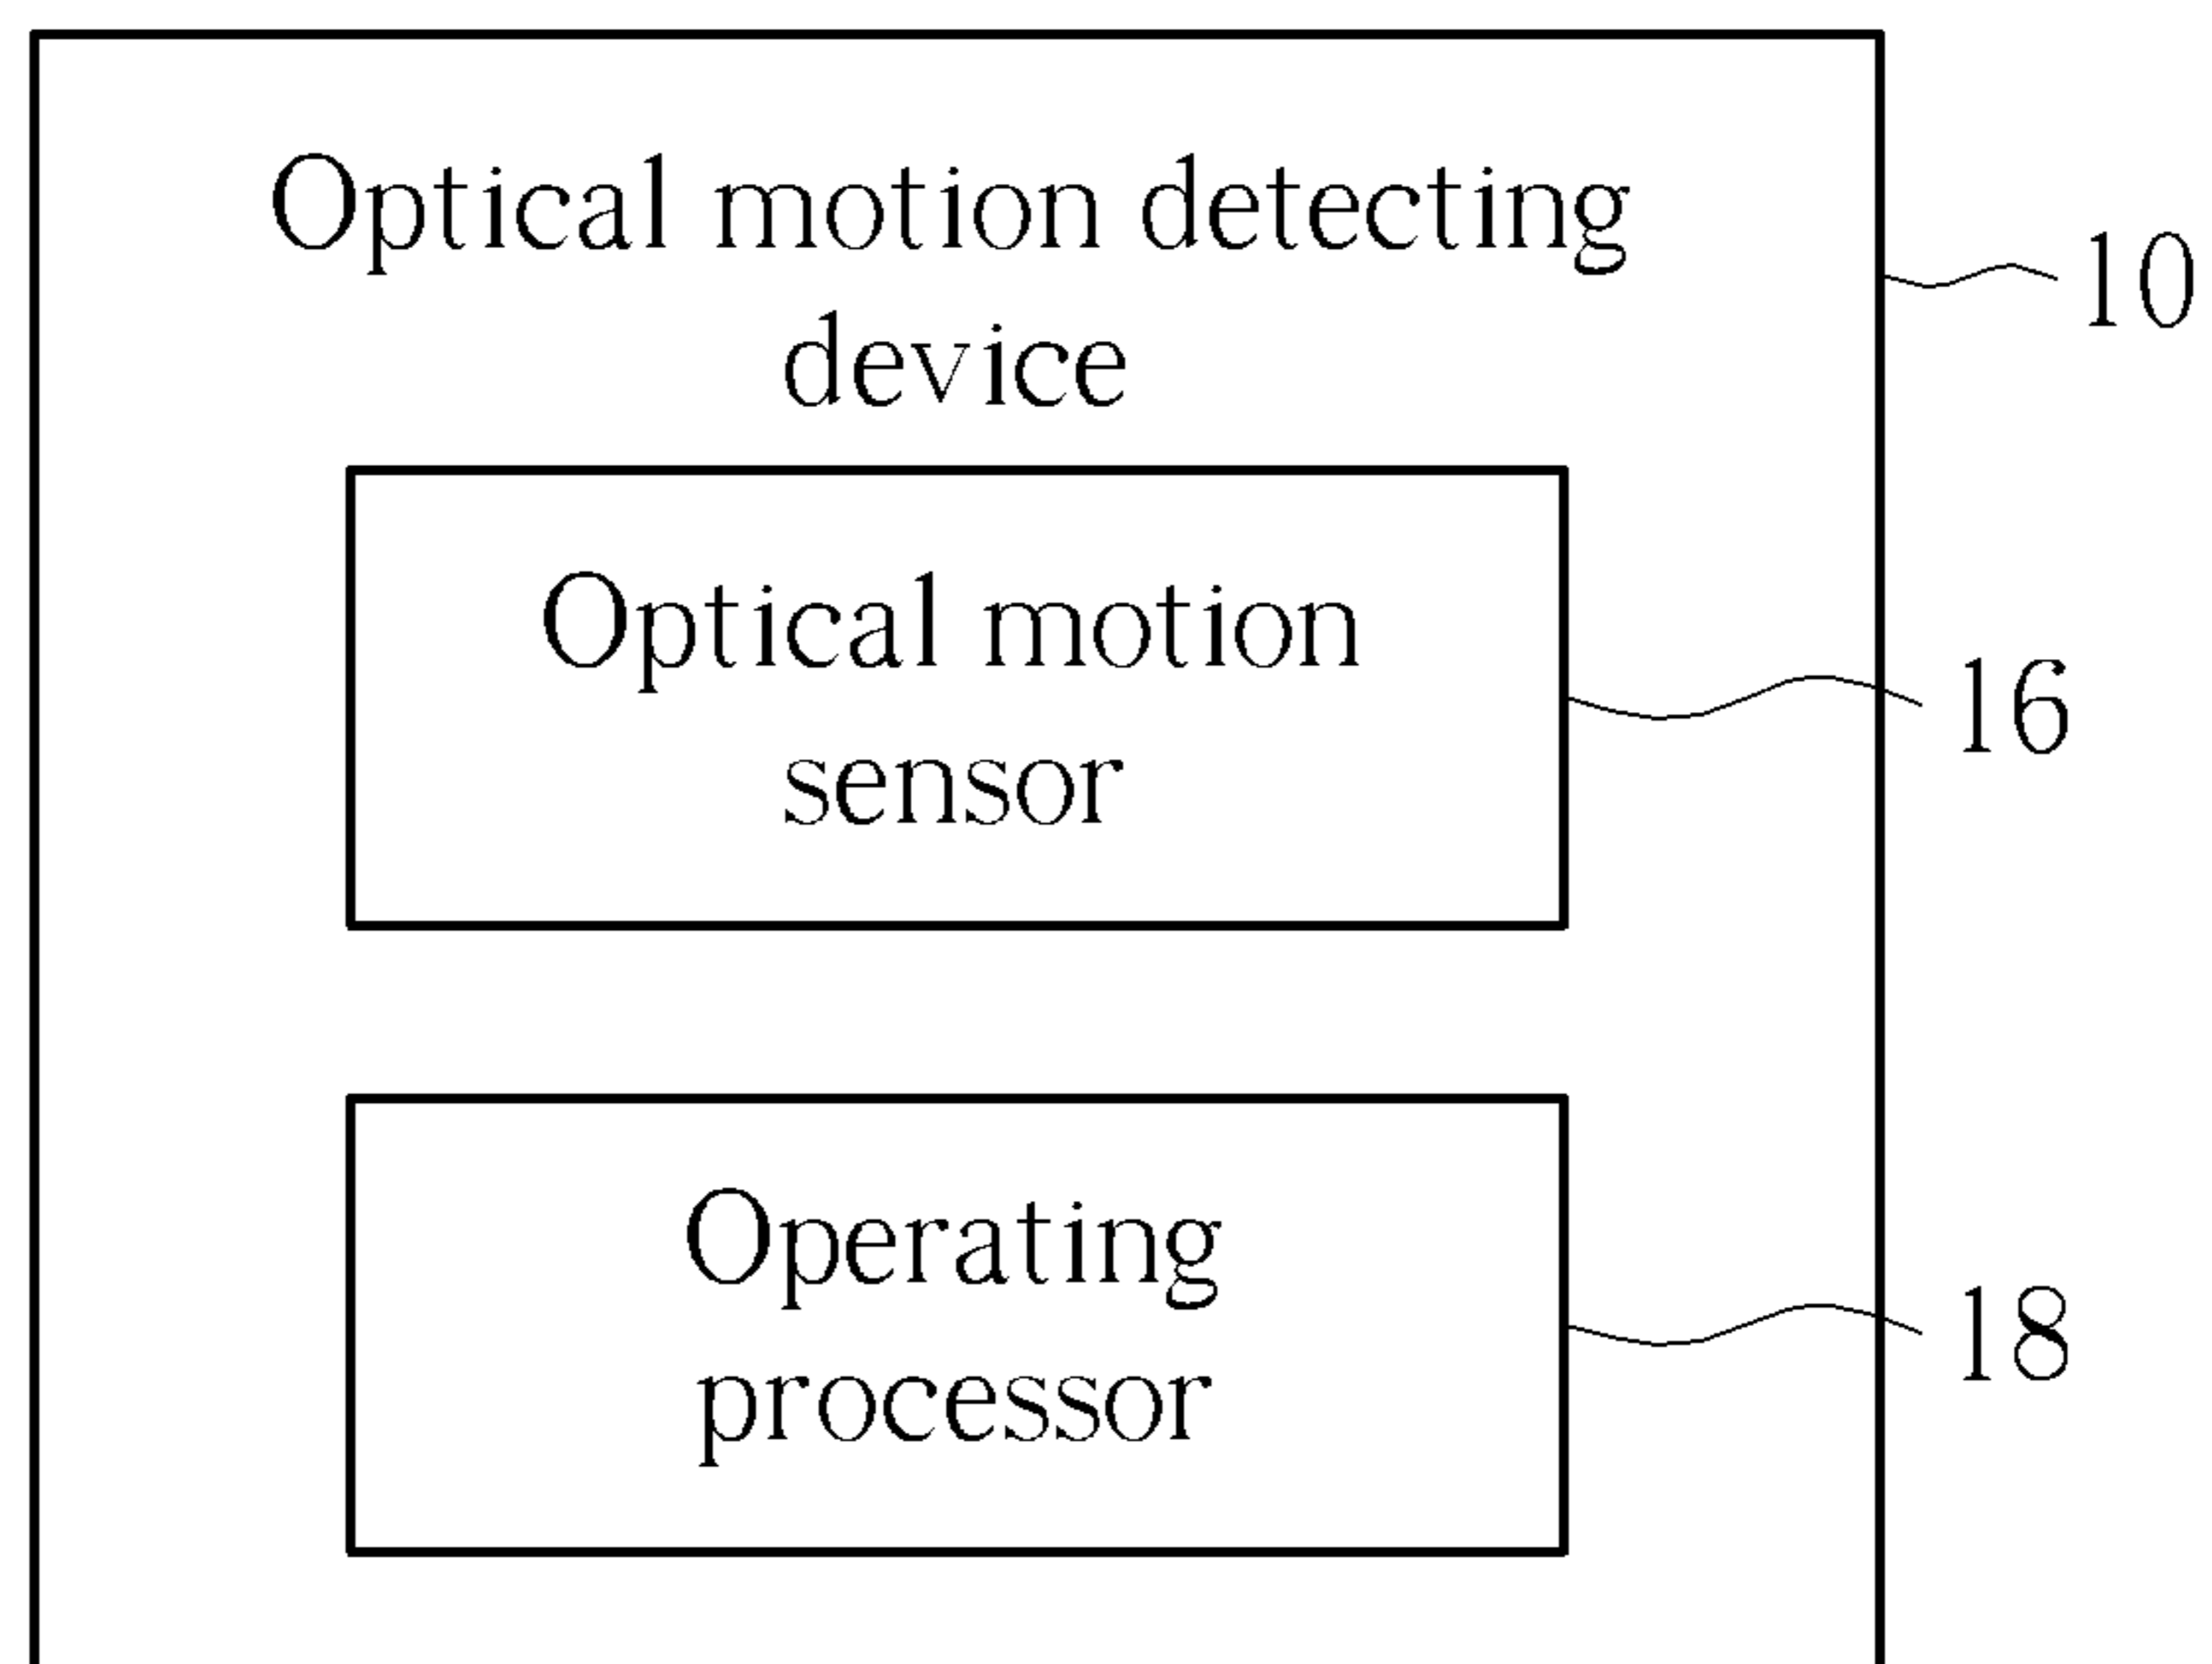 Optical motion detecting
device
10
Optical motion
sensor
16
Operating
processor
18